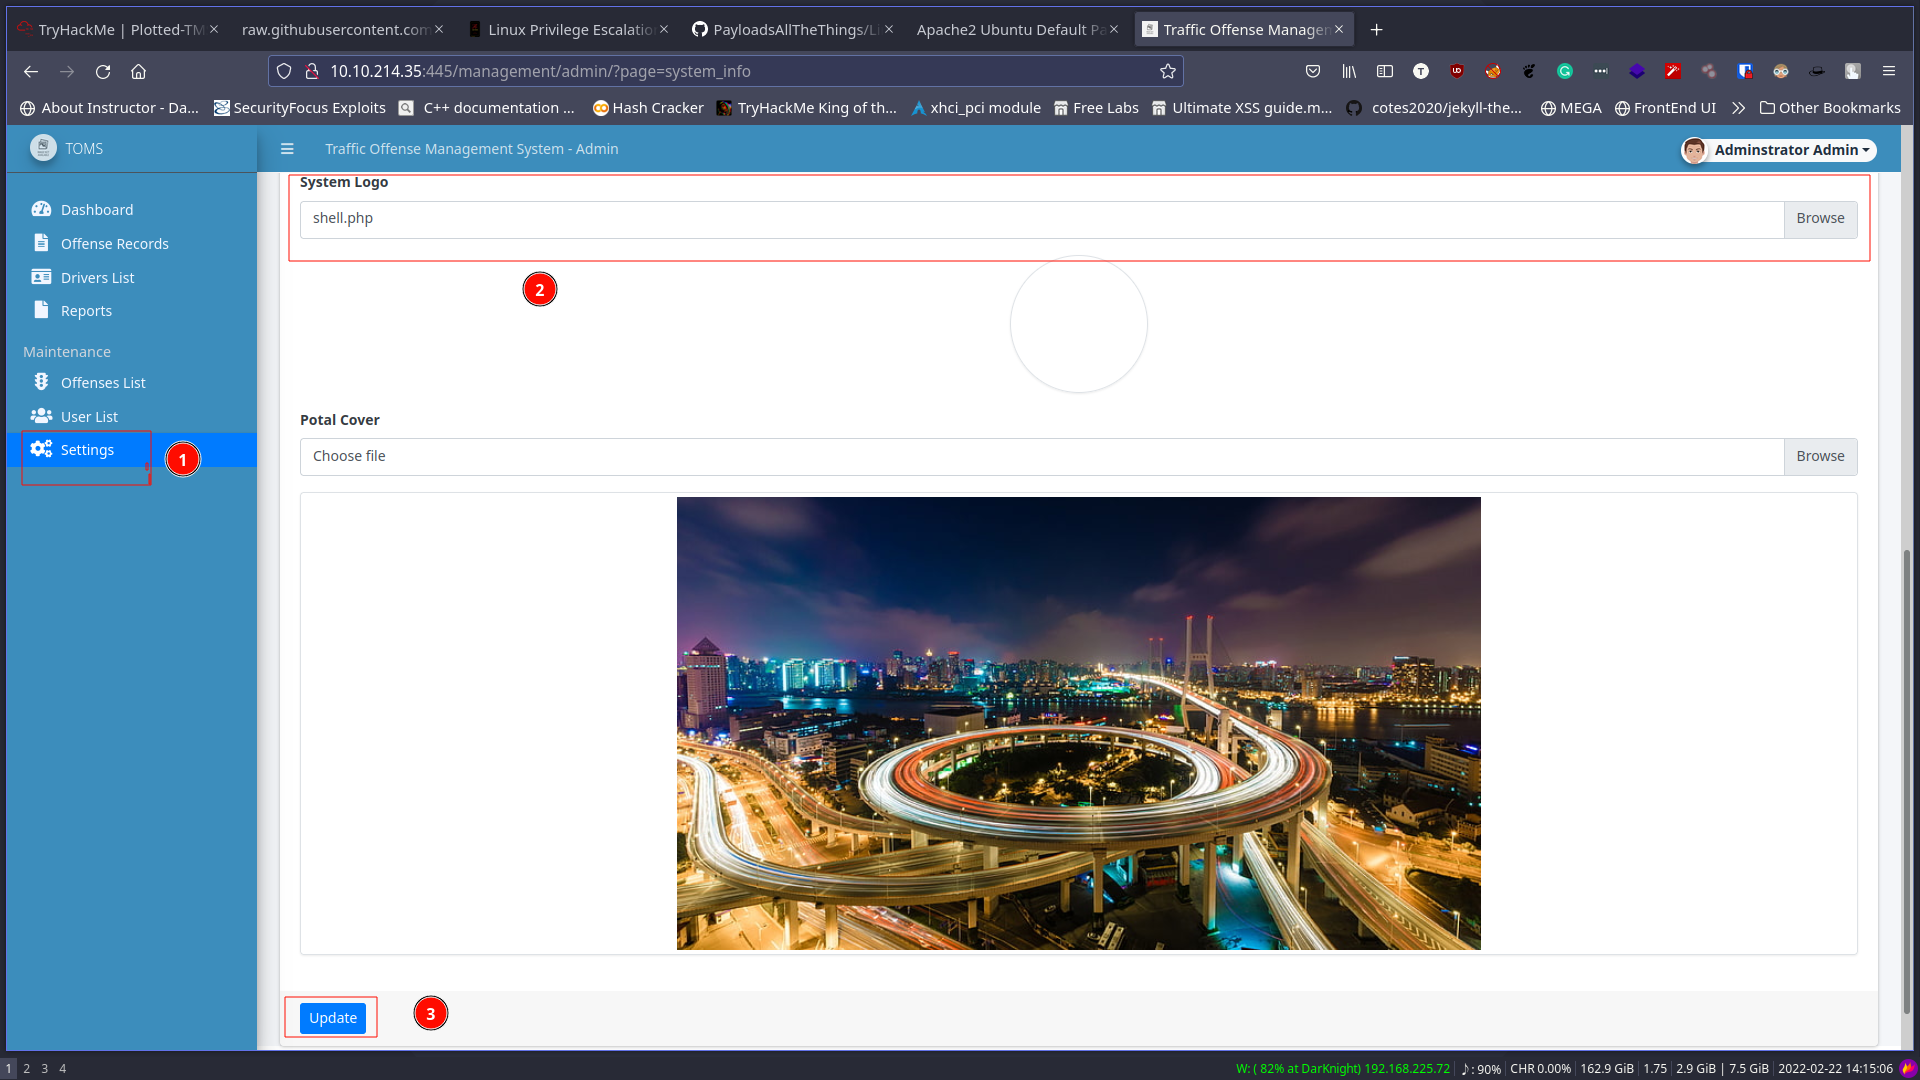 TryHackMe | Plotted-TM
raw.githubusercontent.com
Linux Privilege Escalatio
PayloadsAllTheThings/Li
Apache2 Ubuntu Default Pa
Traffic Offense Managem
10.10.214.35:445/management/admin/?page=system_info
About Instructor - Da...
SecurityFocus Exploits
C++ documentation ...
Hash Cracker
TryHackMe King of th...
xhci_pci module
Free Labs
Ultimate XSS guide.m...
cotes2020/jekyll-the...
MEGA
FrontEnd UI
Other Bookmarks
TOMS
Traffic Offense Management System - Admin
Adminstrator Admin
Dashboard
Offense Records
Drivers List
Reports
Maintenance
Offenses List
User List
Settings
1
System Logo
shell.php
Browse
2
Potal Cover
Choose file
Browse
Update
3
1 2 3 4
W: ( 82% at DarKnight) 192.168.225.72
♪: 90%
CHR 0.00%
162.9 GiB
1.75
2.9 GiB | 7.5 GiB
2022-02-22 14:15:06